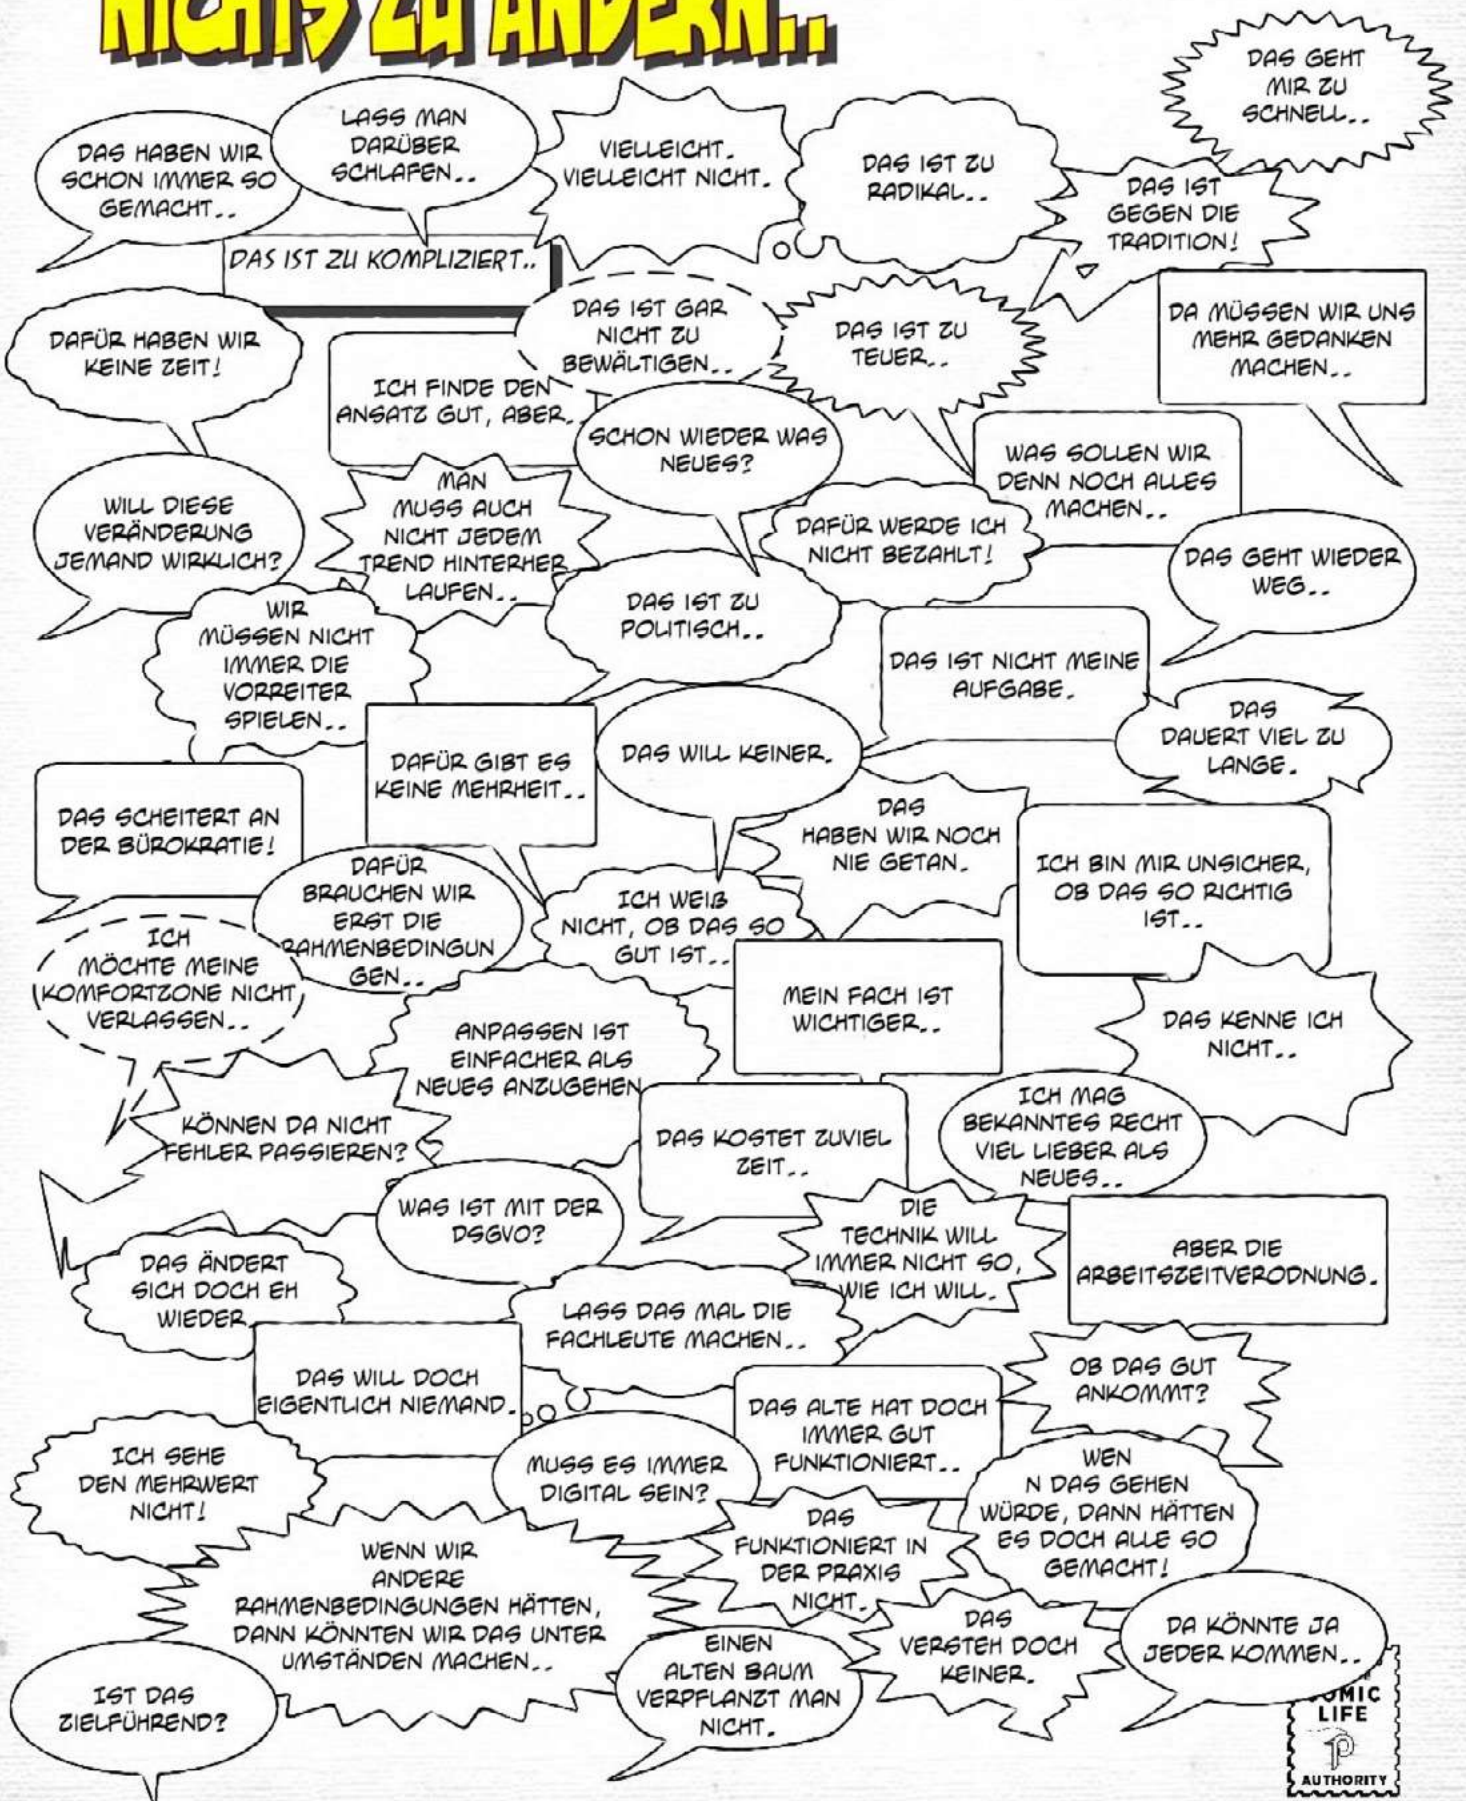 NICHTS ZU ÄNDERN..
DAS GEHT
MIR ZU
SCHNELL..
DAS HABEN WIR
SCHON IMMER SO
GEMACHT..
LASS MAN
DARÜBER
SCHLAFEN..
VIELLEICHT.
VIELLEICHT NICHT.
DAS IST ZU
RADIKAL..
DAS IST
GEGEN DIE
TRADITION!
DAS IST ZU KOMPLIZIERT..
DAFÜR HABEN WIR
KEINE ZEIT!
DAS IST GAR
NICHT ZU
BEWÄLTIGEN..
DAS IST ZU
TEUER..
DA MÜSSEN WIR UNS
MEHR GEDANKEN
MACHEN..
ICH FINDE DEN
ANSATZ GUT, ABER.
SCHON WIEDER WAS
NEUES?
WAS SOLLEN WIR
DENN NOCH ALLES
MACHEN..
WILL DIESE
VERÄNDERUNG
JEMAND WIRKLICH?
MAN
MUSS AUCH
NICHT JEDEM
TREND HINTERHER
LAUFEN..
DAFÜR WERDE ICH
NICHT BEZAHLT!
DAS GEHT WIEDER
WEG..
WIR
MÜSSEN NICHT
IMMER DIE
VORREITER
SPIELEN..
DAS IST ZU
POLITISCH..
DAS IST NICHT MEINE
AUFGABE.
DAS
DAUERT VIEL ZU
LANGE.
DAFÜR GIBT ES
KEINE MEHRHEIT..
DAS WILL KEINER.
DAS SCHEITERT AN
DER BÜROKRATIE!
DAS
HABEN WIR NOCH
NIE GETAN.
ICH BIN MIR UNSICHER,
OB DAS SO RICHTIG
IST..
DAFÜR
BRAUCHEN WIR
ERST DIE
RAHMENBEDINGUN
GEN..
ICH WEIß
NICHT, OB DAS SO
GUT IST..
ICH
MÖCHTE MEINE
KOMFORTZONE NICHT
VERLASSEN..
MEIN FACH IST
WICHTIGER..
DAS KENNE ICH
NICHT..
ANPASSEN IST
EINFACHER ALS
NEUES ANZUGEHEN
KÖNNEN DA NICHT
FEHLER PASSIEREN?
DAS KOSTET ZUVIEL
ZEIT..
ICH MAG
BEKANNTES RECHT
VIEL LIEBER ALS
NEUES..
WAS IST MIT DER
DSGVO?
DIE
TECHNIK WILL
IMMER NICHT SO,
WIE ICH WILL.
ABER DIE
ARBEITSZEITVERODNUNG.
DAS ÄNDERT
SICH DOCH EH
WIEDER
LASS DAS MAL DIE
FACHLEUTE MACHEN..
DAS WILL DOCH
EIGENTLICH NIEMAND.
OB DAS GUT
ANKOMMT?
DAS ALTE HAT DOCH
IMMER GUT
FUNKTIONIERT..
ICH SEHE
DEN MEHRWERT
NICHT!
MUSS ES IMMER
DIGITAL SEIN?
WEN
N DAS GEHEN
WÜRDE, DANN HÄTTEN
ES DOCH ALLE SO
GEMACHT!
DAS
FUNKTIONIERT IN
DER PRAXIS
NICHT.
WENN WIR
ANDERE
RAHMENBEDINGUNGEN HÄTTEN,
DANN KÖNNTEN WIR DAS UNTER
UMSTÄNDEN MACHEN..
DAS
VERSTEH DOCH
KEINER.
DA KÖNNTE JA
JEDER KOMMEN..
EINEN
ALTEN BAUM
VERPFLANZT MAN
NICHT.
IST DAS
ZIELFÜHREND?
COMIC
LIFE
AUTHORITY